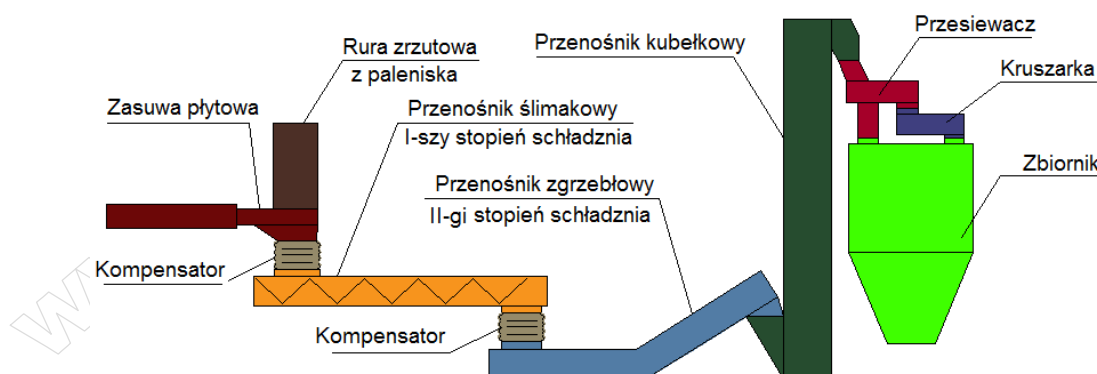 Rura zrzutowa
z paleniska
Zasuwa płytowa
Przenośnik ślimakowy
I-szy stopień schładznia
Przenośnik kubełkowy
Przesiewacz
Kruszarka
Zbiornik
Przenośnik zgrzebłowy
II-gi stopień schładznia
Kompensator
Kompensator